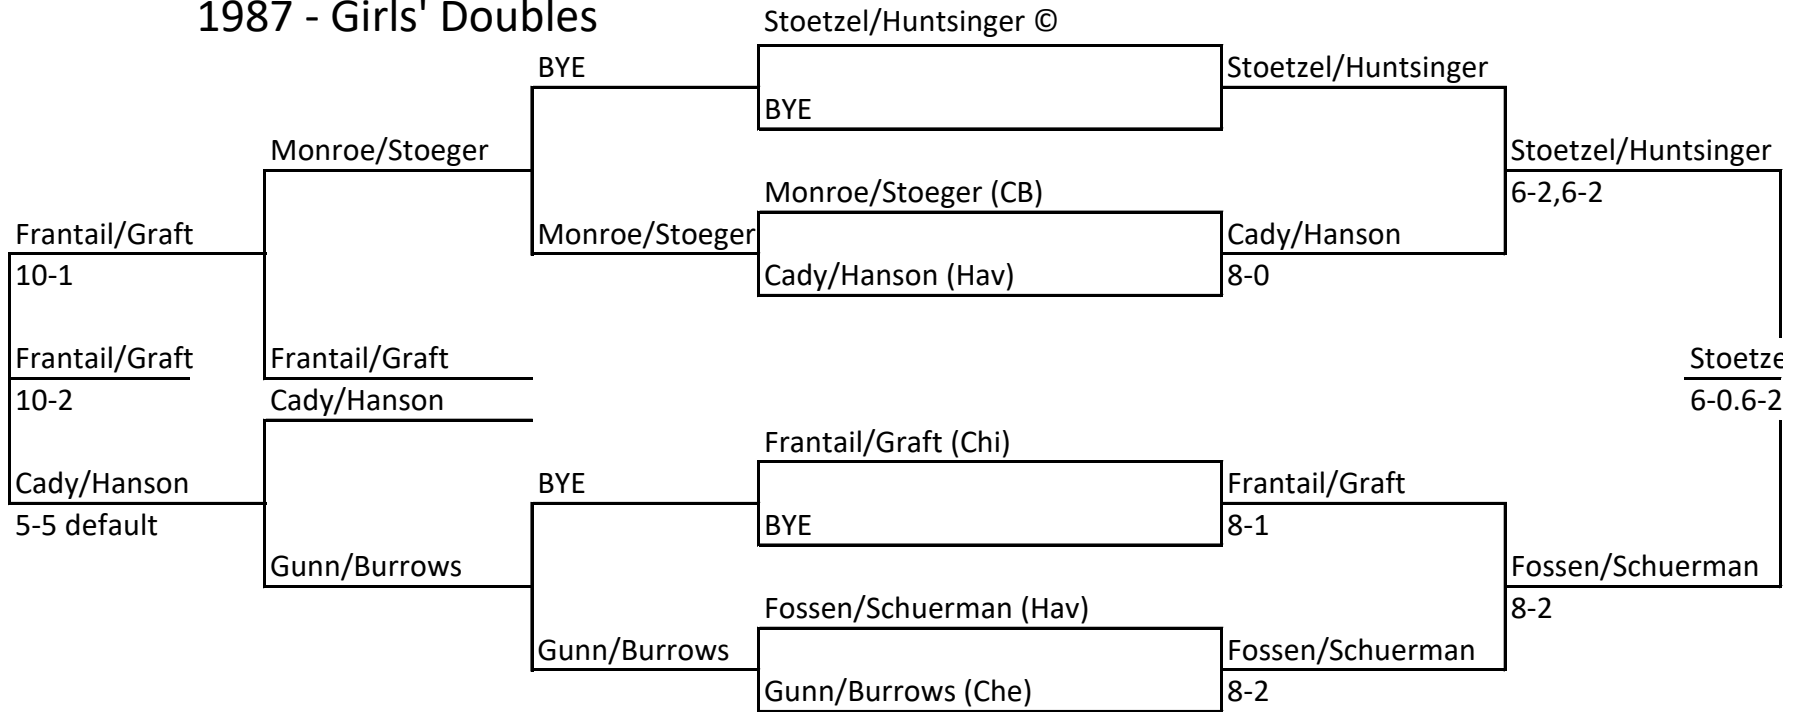 1987 - Girls' Doubles
Stoetzel/Huntsinger ©
BYE
Stoetzel/Huntsinger
BYE
Monroe/Stoeger
Stoetzel/Huntsinger
Monroe/Stoeger (CB)
6-2,6-2
Frantail/Graft
Monroe/Stoeger
Cady/Hanson
10-1
Cady/Hanson (Hav)
8-0
Frantail/Graft
Frantail/Graft
Stoetze
10-2
Cady/Hanson
6-0.6-2
Frantail/Graft (Chi)
Cady/Hanson
BYE
Frantail/Graft
5-5 default
BYE
8-1
Gunn/Burrows
Fossen/Schuerman
Fossen/Schuerman (Hav)
8-2
Gunn/Burrows
Fossen/Schuerman
Gunn/Burrows (Che)
8-2